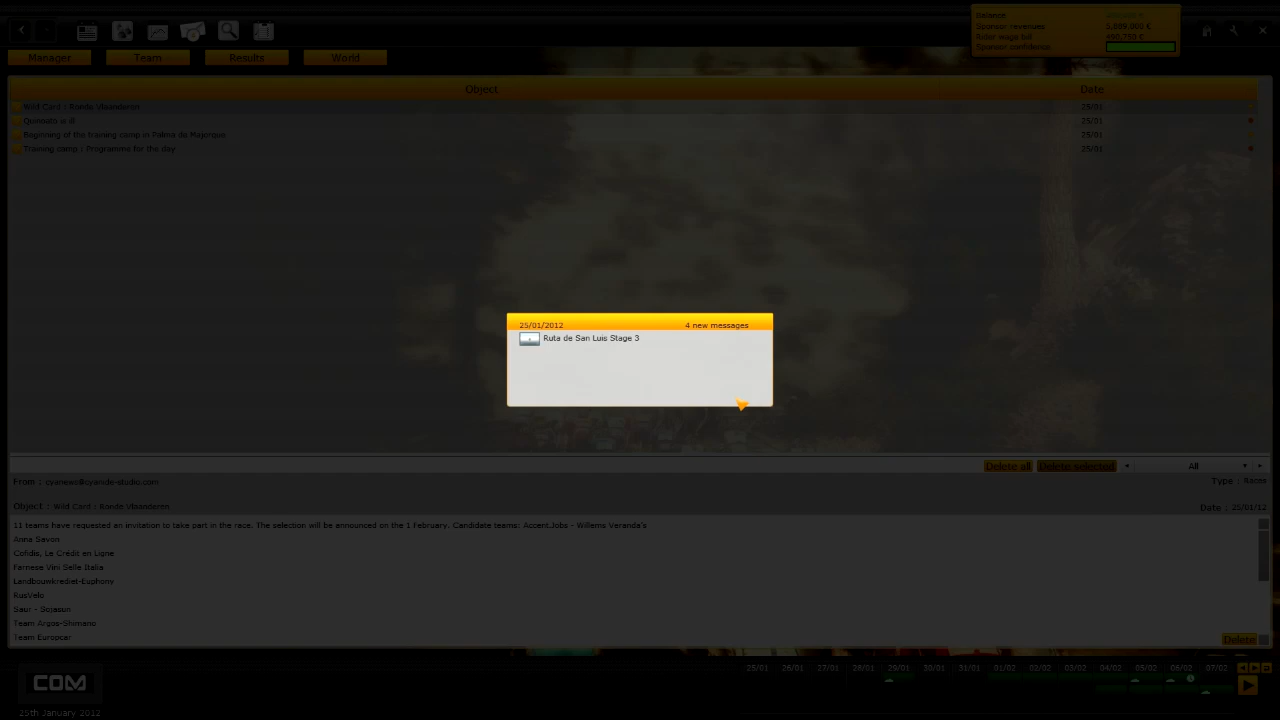 Balance
Sponsor revenues 5,889,000 €
Rider wage bill 490,750 €
Sponsor confidence
Manager Team Results World
Object Date
Wild Card : Ronde Vlaanderen 25/01
25/01
Beginning of the training camp in Palma de Majorque 25/01
Training camp : Programme for the day 25/01
25/01/2012 4 new messages
Ruta de San Luis Stage 3
Delete all Delete selected All
From : cyanews@cyanide-studio.com Type : Races
Object : Wild Card : Ronde Vlaanderen Date : 25/01/12
11 teams have requested an invitation to take part in the race. The selection will be announced on the 1 February. Candidate teams: Accent.Jobs - Willems Veranda's
Anna Savon
Cofidis, Le Crédit en Ligne
Farnese Vini Selle Italia
Landbouwkrediet-Euphony
RusVelo
Saur - Sojasun
Team Argos-Shimano
Team Europcar
Delete
25/01 26/01 27/01 28/01 29/01 30/01 31/01 01/02 02/02 03/02 04/02 05/02 06/02 07/02
COM
25th January 2012